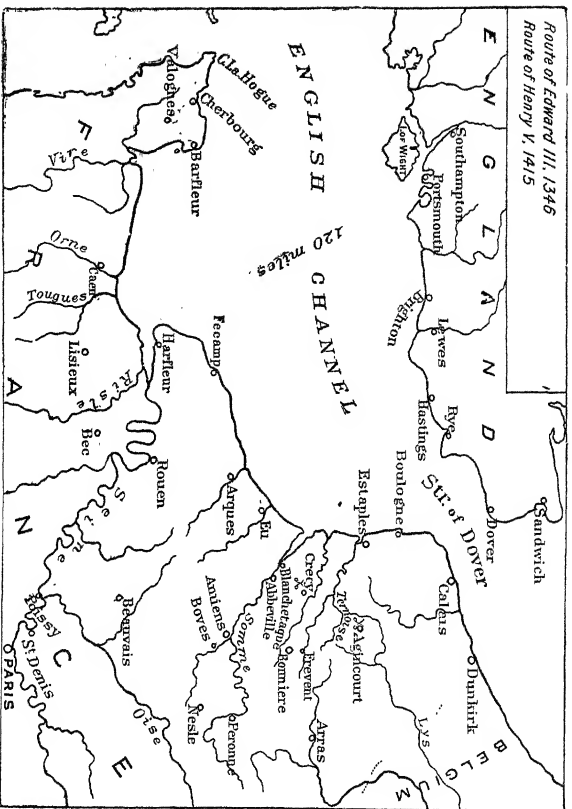 Route of Edward III. 1346
Route of Henry V. 1415
ENGLAND
Sandwich
Dover
Str. of Dover
Rye
Hastings
Lewes
Brighton
Portsmouth
Southampton
I. OF WIGHT
ENGLISH CHANNEL
120 miles
C. La Hogue
Cherbourg
Valognes
Barfleur
FRANCE
Vire
Orne
Caen
Touques
Lisieux
Risle
Bec
Harfleur
Fecamp
Rouen
Seine
Arques
Eu
Estaples
Boulogne
Calais
Dunkirk
BELGIUM
Lys
Agincourt
Ternoise
Crecy
Blanchetaque
Abbeville
Bonniere
Frevent
Arras
Somme
Amiens
Boves
Nesle
Peronne
Beauvais
Oise
Poissy
St Denis
PARIS